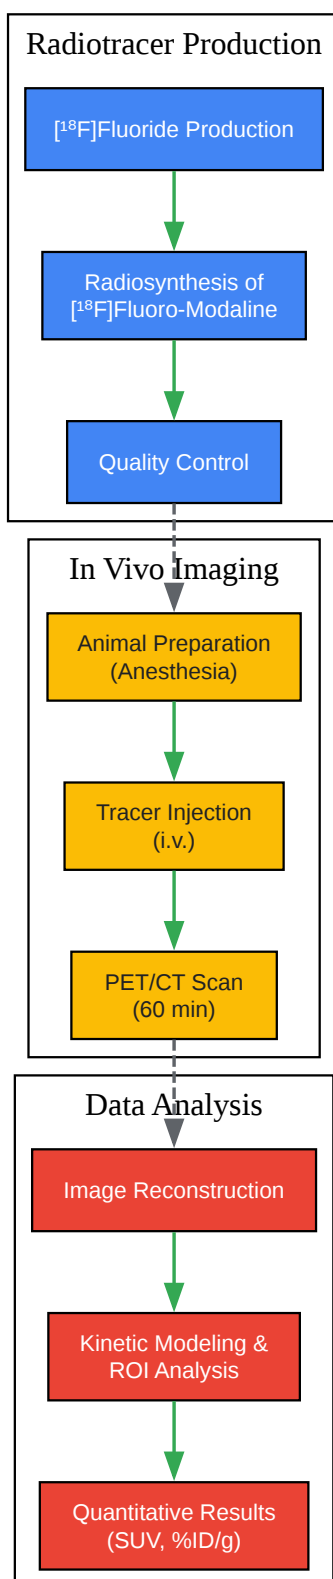 Radiotracer Production
[¹⁸F]Fluoride Production
Radiosynthesis of
[¹⁸F]Fluoro-Modaline
Quality Control
In Vivo Imaging
Animal Preparation
(Anesthesia)
Tracer Injection
(i.v.)
PET/CT Scan
(60 min)
Data Analysis
Image Reconstruction
Kinetic Modeling &
ROI Analysis
Quantitative Results
(SUV, %ID/g)